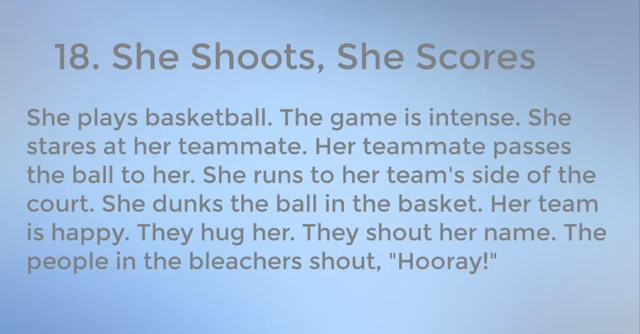 18. She Shoots, She Scores
She plays basketball. The game is intense. She
stares at her teammate. Her teammate passes
the ball to her. She runs to her team's side of the
court. She dunks the ball in the basket. Her team
is happy. They hug her. They shout her name. The
people in the bleachers shout, "Hooray!"